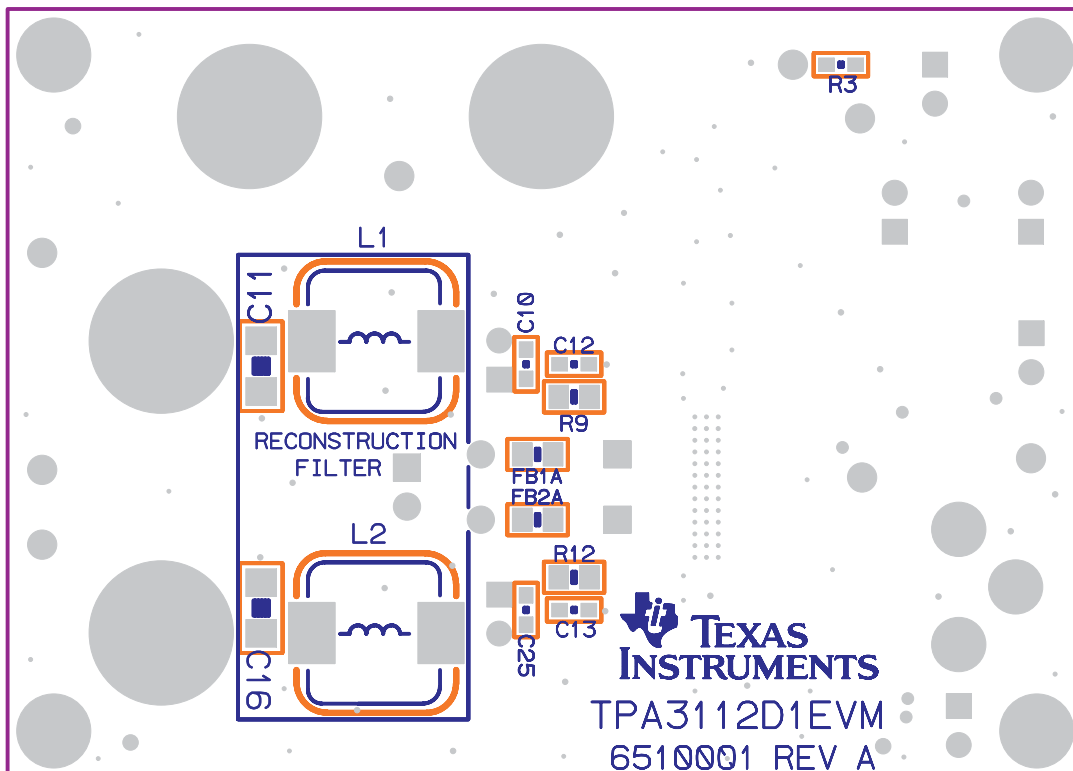 R3
L1
C11
C10
C12
R9
RECONSTRUCTION
FILTER
FB1A
FB2A
L2
R12
C13
C25
C16
TEXAS
INSTRUMENTS
TPA3112D1EVM
6510001 REV A